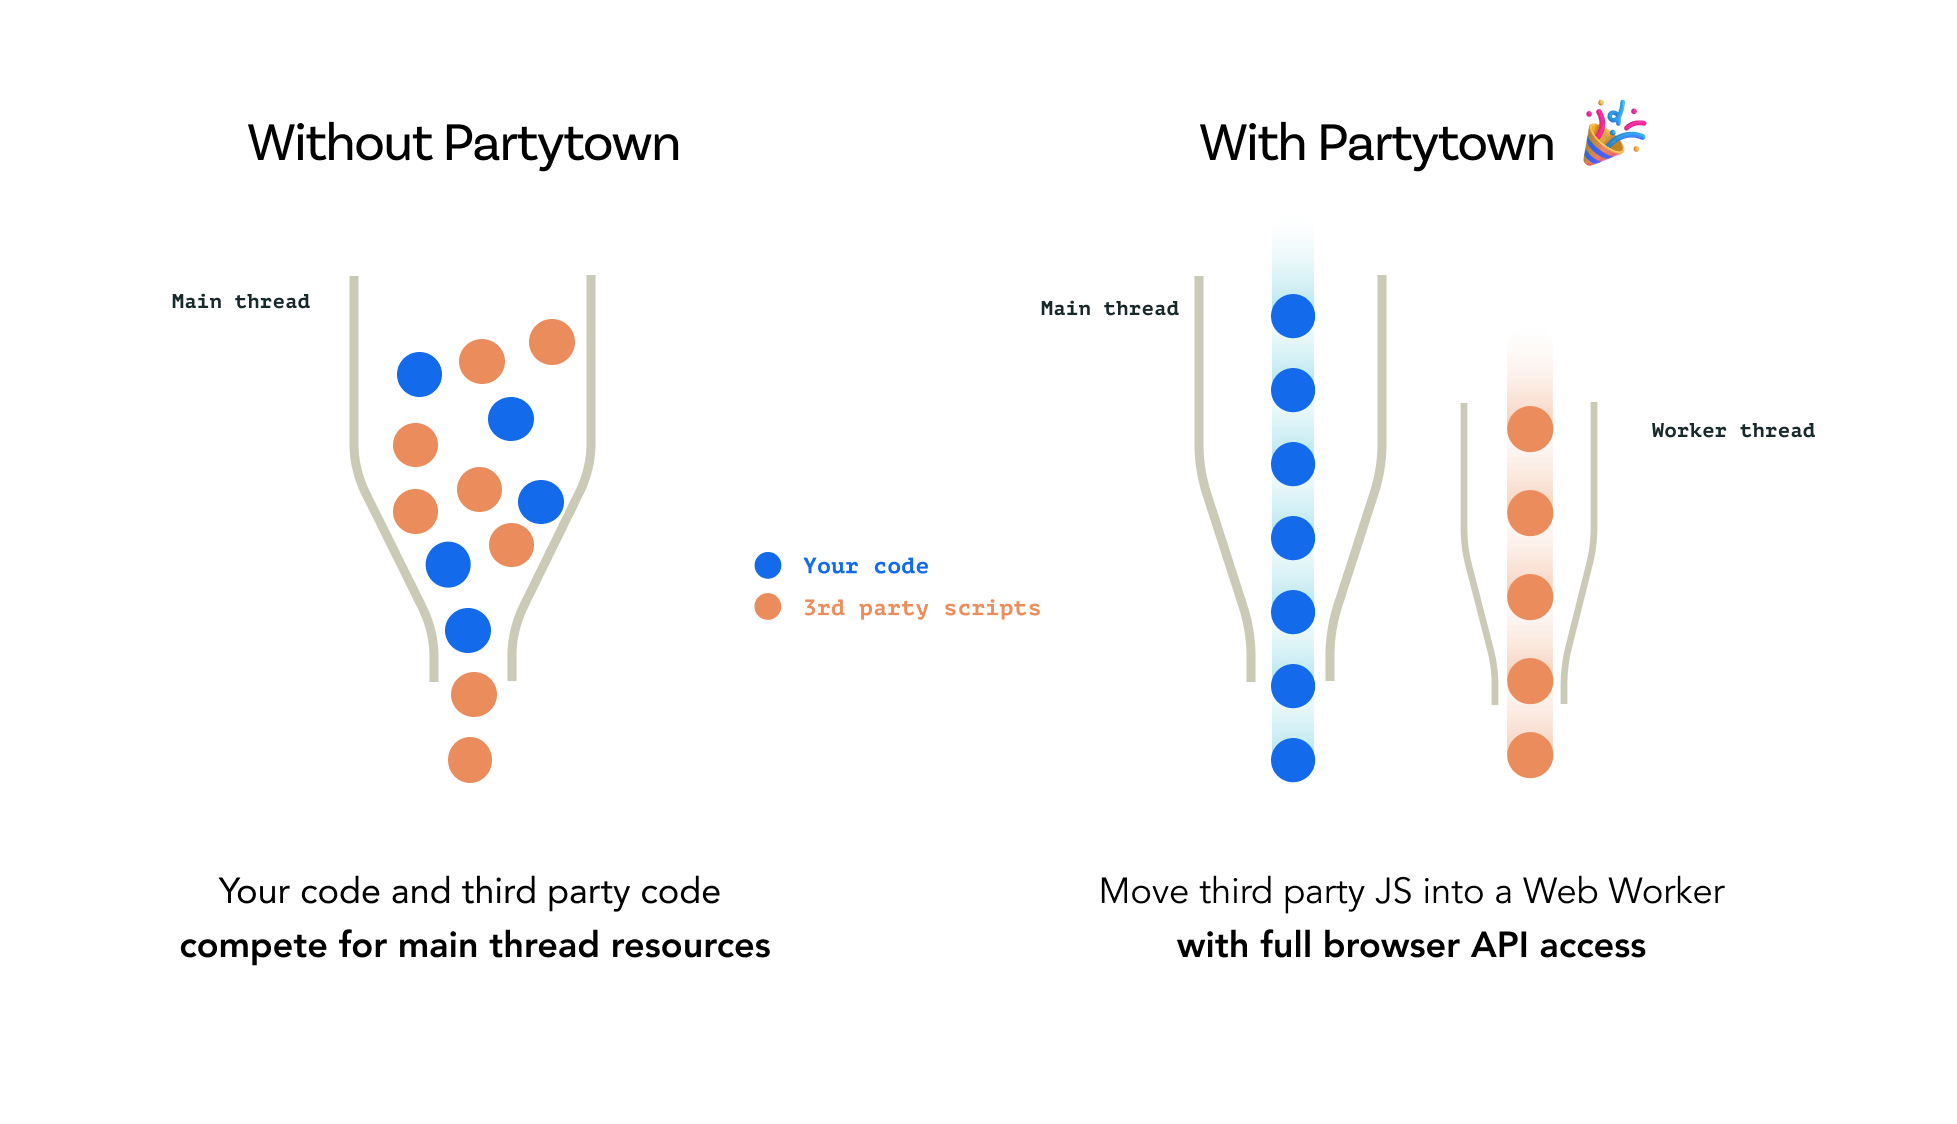 Without Partytown
Main thread
Your code
3rd party scripts
Your code and third party code
compete for main thread resources
With Partytown 🎉
Main thread
Worker thread
Move third party JS into a Web Worker
with full browser API access